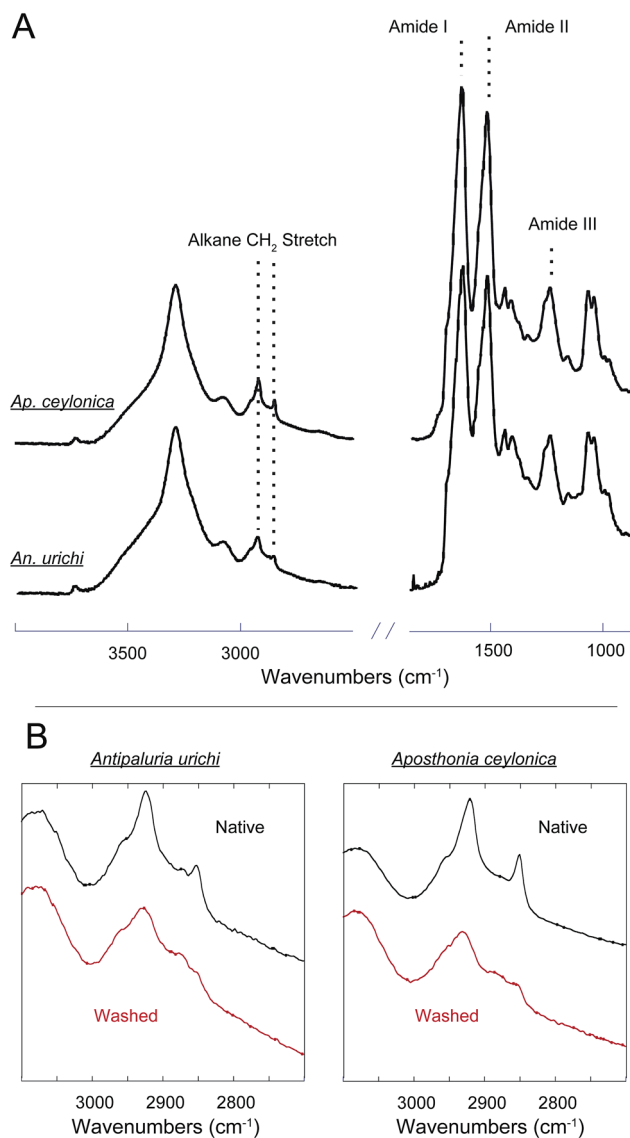 A
Amide I
Amide II
Amide III
Alkane CH₂ Stretch
Ap. ceylonica
An. urichi
3500
3000
//
1500
1000
Wavenumbers (cm⁻¹)
B
Antipaluria urichi
Aposthonia ceylonica
Native
Native
Washed
Washed
3000
2900
2800
3000
2900
2800
Wavenumbers (cm⁻¹)
Wavenumbers (cm⁻¹)